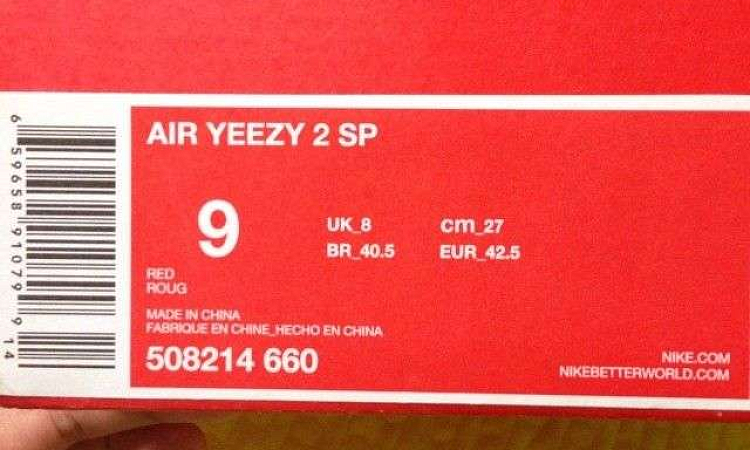 AIR YEEZY 2 SP
9
UK_8 cm_27
BR_40.5 EUR_42.5
RED
ROUG
MADE IN CHINA
FABRIQUE EN CHINE_HECHO EN CHINA
508214 660
NIKE.COM
NIKEBETTERWORLD.COM
6 59658 91079 9 14